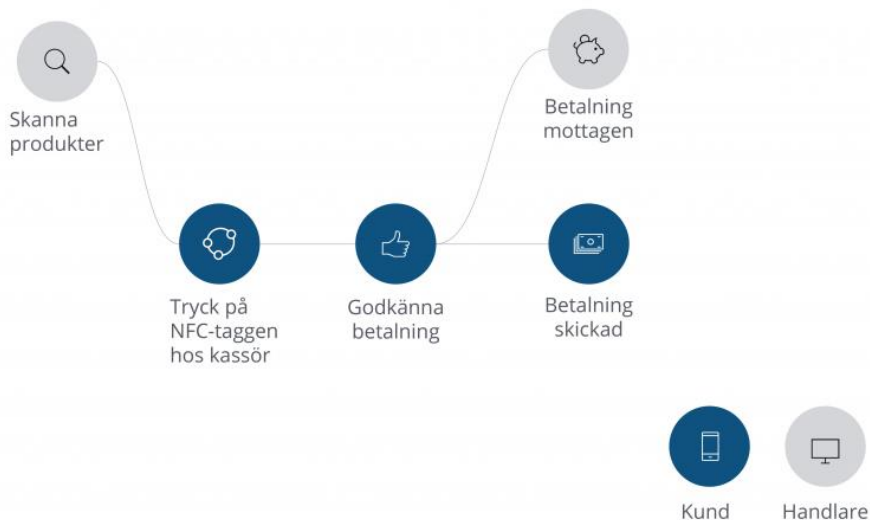 Skanna
produkter
Betalning
mottagen
Tryck på
NFC-taggen
hos kassör
Godkänna
betalning
Betalning
skickad
Kund
Handlare